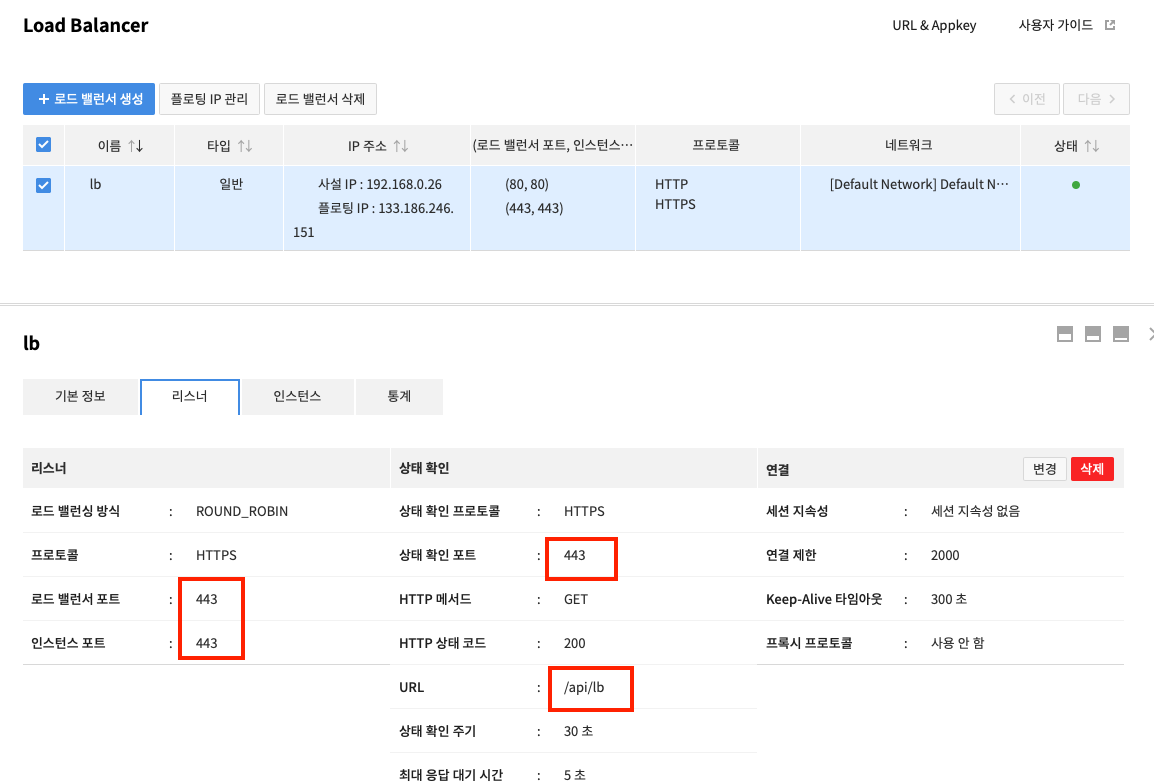 Load Balancer
URL & Appkey
사용자 가이드
+ 로드 밸런서 생성
플로팅 IP 관리
로드 밸런서 삭제
< 이전
다음 >
이름 ↑↓
타입 ↑↓
IP 주소 ↑↓
(로드 밸런서 포트, 인스턴스…
프로토콜
네트워크
상태 ↑↓
lb
일반
사설 IP : 192.168.0.26
플로팅 IP : 133.186.246.
151
(80, 80)
(443, 443)
HTTP
HTTPS
[Default Network] Default N…
lb
기본 정보
리스너
인스턴스
통계
리스너
상태 확인
연결
변경
삭제
로드 밸런싱 방식 : ROUND_ROBIN
상태 확인 프로토콜 : HTTPS
세션 지속성 : 세션 지속성 없음
프로토콜 : HTTPS
상태 확인 포트 : 443
연결 제한 : 2000
로드 밸런서 포트 : 443
HTTP 메서드 : GET
Keep-Alive 타임아웃 : 300 초
인스턴스 포트 : 443
HTTP 상태 코드 : 200
프록시 프로토콜 : 사용 안 함
URL : /api/lb
상태 확인 주기 : 30 초
최대 응답 대기 시간 : 5 초